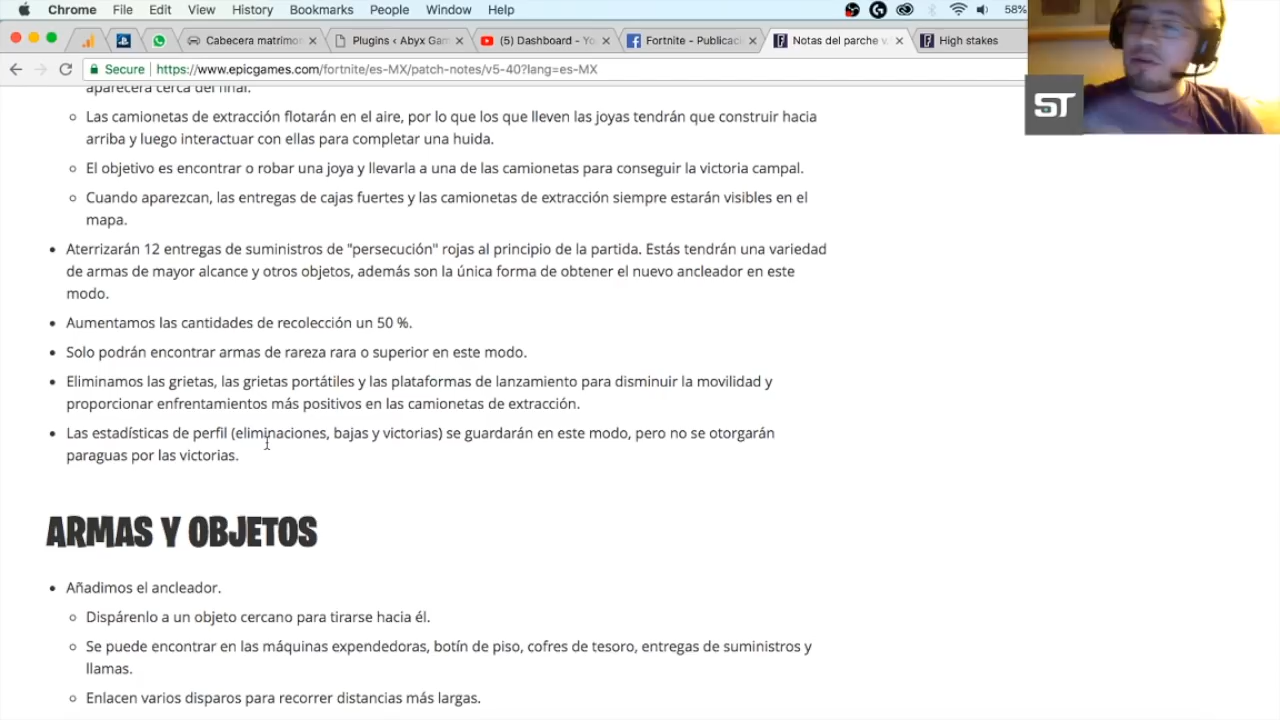 Chrome File Edit View History Bookmarks People Window Help 58%
Cabecera matrimo
Plugins ‹ Abyx Gam
(5) Dashboard - Yo
Fortnite - Publicac
Notas del parche v
High stakes
Secure https://www.epicgames.com/fortnite/es-MX/patch-notes/v5-40?lang=es-MX
aparecerá cerca del final.
Las camionetas de extracción flotarán en el aire, por lo que los que lleven las joyas tendrán que construir hacia
arriba y luego interactuar con ellas para completar una huida.
El objetivo es encontrar o robar una joya y llevarla a una de las camionetas para conseguir la victoria campal.
Cuando aparezcan, las entregas de cajas fuertes y las camionetas de extracción siempre estarán visibles en el
mapa.
Aterrizarán 12 entregas de suministros de "persecución" rojas al principio de la partida. Estás tendrán una variedad
de armas de mayor alcance y otros objetos, además son la única forma de obtener el nuevo ancleador en este
modo.
Aumentamos las cantidades de recolección un 50 %.
Solo podrán encontrar armas de rareza rara o superior en este modo.
Eliminamos las grietas, las grietas portátiles y las plataformas de lanzamiento para disminuir la movilidad y
proporcionar enfrentamientos más positivos en las camionetas de extracción.
Las estadísticas de perfil (eliminaciones, bajas y victorias) se guardarán en este modo, pero no se otorgarán
paraguas por las victorias.
ARMAS Y OBJETOS
Añadimos el ancleador.
Dispárenlo a un objeto cercano para tirarse hacia él.
Se puede encontrar en las máquinas expendedoras, botín de piso, cofres de tesoro, entregas de suministros y
llamas.
Enlacen varios disparos para recorrer distancias más largas.
ST